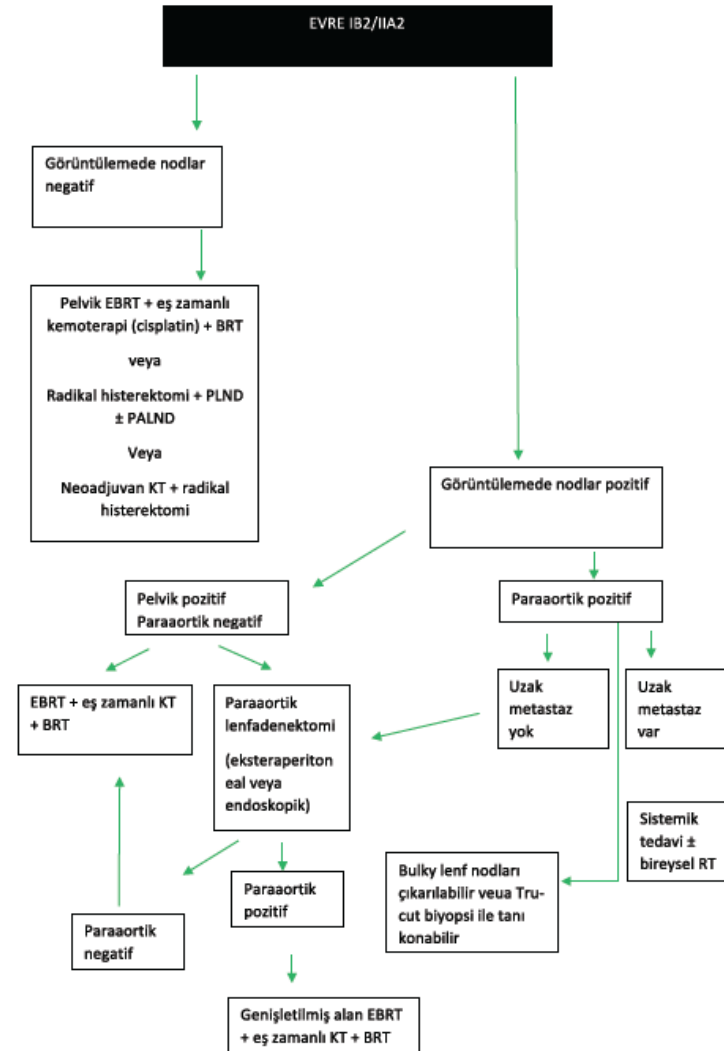 EVRE IB2/IIA2
Görüntülemede nodlar
negatif
Pelvik EBRT + eş zamanlı
kemoterapi (cisplatin) + BRT
veya
Radikal histerektomi + PLND
± PALND
Veya
Neoadjuvan KT + radikal
histerektomi
Görüntülemede nodlar pozitif
Pelvik pozitif
Paraaortik negatif
Paraaortik pozitif
EBRT + eş zamanlı KT
+ BRT
Paraaortik
lenfadenektomi
(eksteraperiton
eal veya
endoskopik)
Uzak
metastaz
yok
Uzak
metastaz
var
Sistemik
tedavi ±
bireysel RT
Bulky lenf nodları
çıkarılabilir veua Tru-
cut biyopsi ile tanı
konabilir
Paraaortik
pozitif
Paraaortik
negatif
Genişletilmiş alan EBRT
+ eş zamanlı KT + BRT